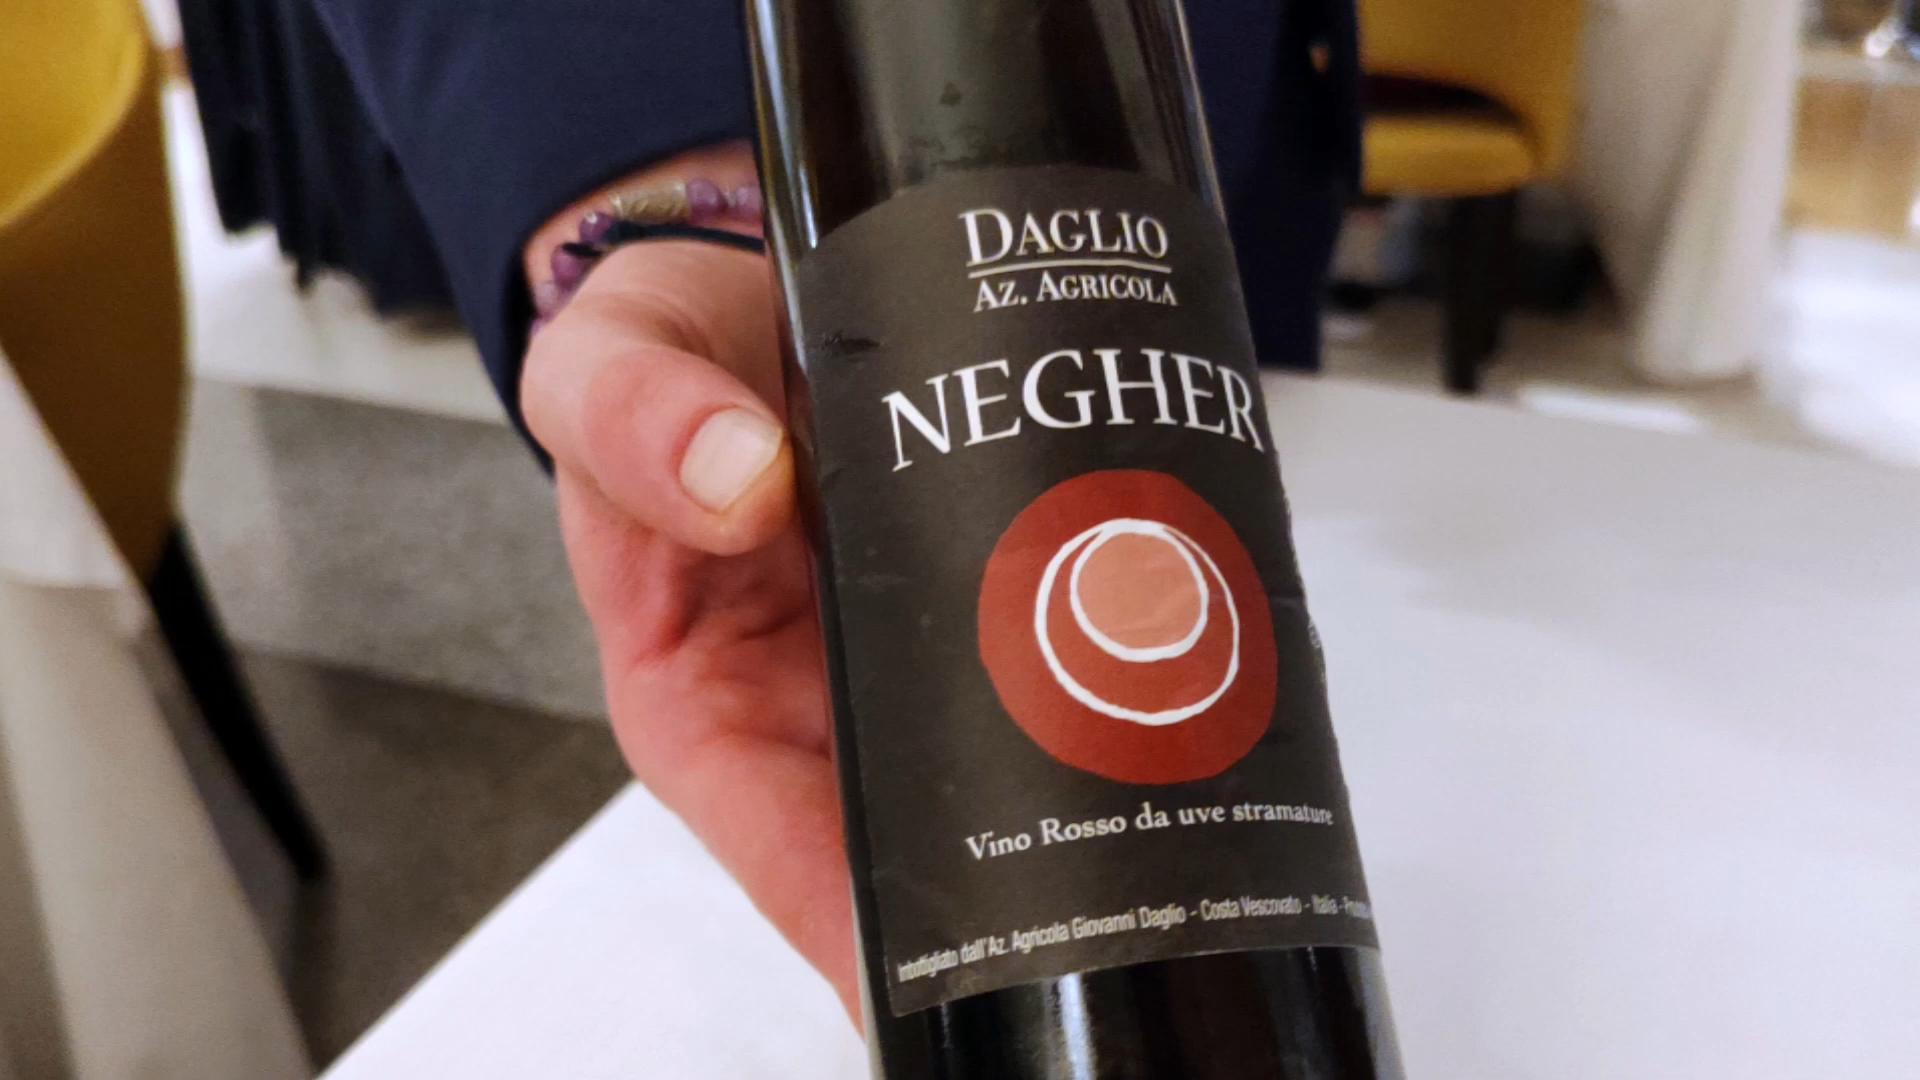 DAGLIO
AZ. AGRICOLA
NEGHER
Vino Rosso da uve stramature
Imbottigliato dall'Az. Agricola Giovanni Daglio - Costa Vescovato - Italia -